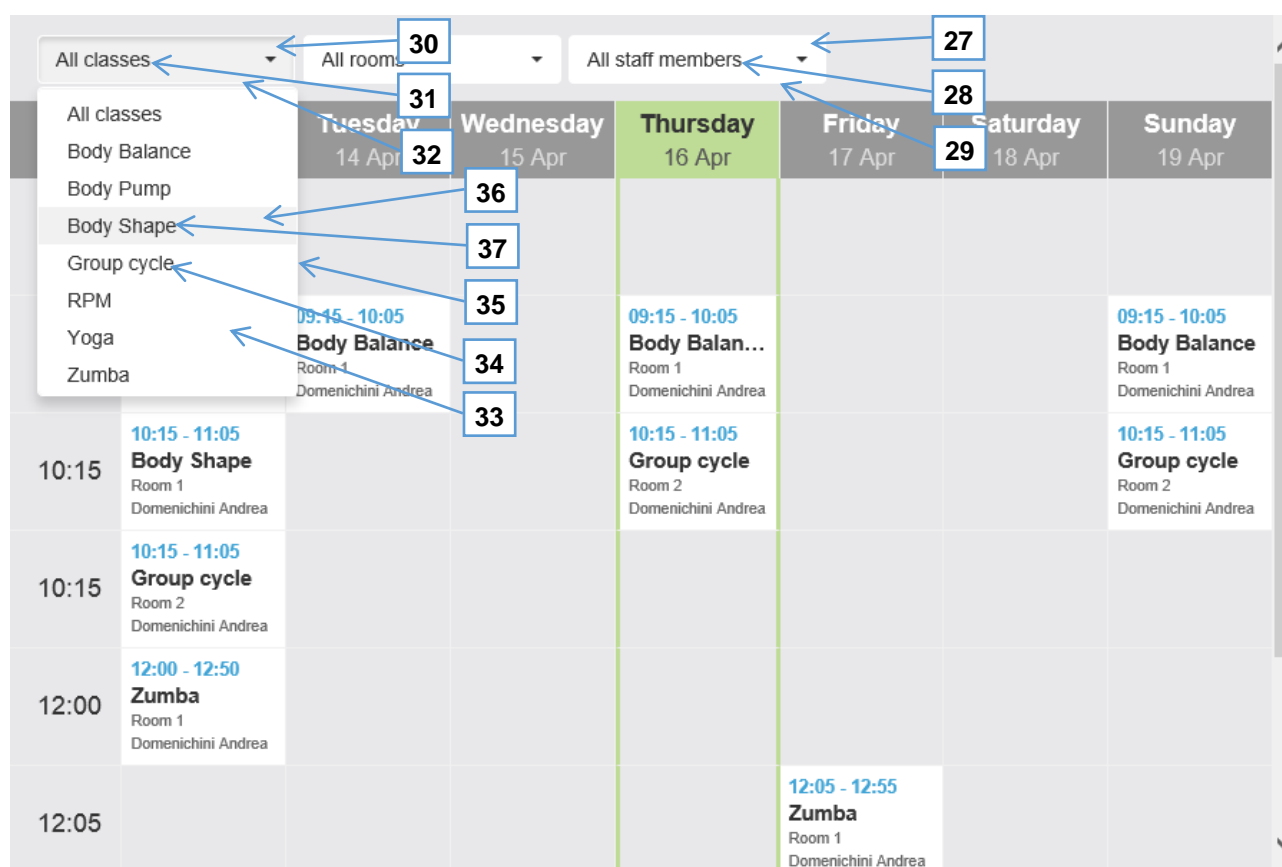 30
27
All classes
All rooms
All staff members
31
28
32
29
All classes
Body Balance
Body Pump
Body Shape
Group cycle
RPM
Yoga
Zumba
Tuesday
14 Apr
Wednesday
15 Apr
Thursday
16 Apr
Friday
17 Apr
Saturday
18 Apr
Sunday
19 Apr
36
37
35
34
33
09:15 - 10:05
Body Balance
Room 1
Domenichini Andrea
09:15 - 10:05
Body Balan...
Room 1
Domenichini Andrea
09:15 - 10:05
Body Balance
Room 1
Domenichini Andrea
10:15
10:15 - 11:05
Body Shape
Room 1
Domenichini Andrea
10:15 - 11:05
Group cycle
Room 2
Domenichini Andrea
10:15 - 11:05
Group cycle
Room 2
Domenichini Andrea
10:15
10:15 - 11:05
Group cycle
Room 2
Domenichini Andrea
12:00
12:00 - 12:50
Zumba
Room 1
Domenichini Andrea
12:05
12:05 - 12:55
Zumba
Room 1
Domenichini Andrea